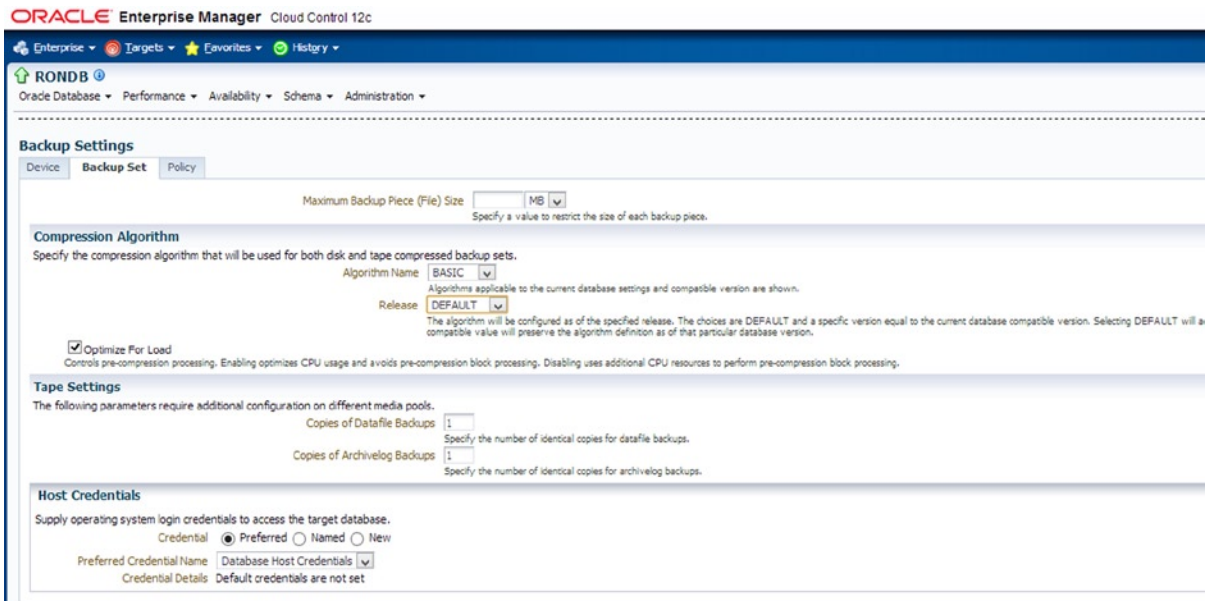 ORACLE Enterprise Manager Cloud Control 12c
Enterprise Targets Favorites History
RONDB
Oracle Database Performance Availability Schema Administration
Backup Settings
Device Backup Set Policy
Maximum Backup Piece (File) Size MB
Specify a value to restrict the size of each backup piece.
Compression Algorithm
Specify the compression algorithm that will be used for both disk and tape compressed backup sets.
Algorithm Name BASIC
Algorithms applicable to the current database settings and compatible version are shown.
Release DEFAULT
The algorithm will be configured as of the specified release. The choices are DEFAULT and a specific version equal to the current database compatible version. Selecting DEFAULT will
compatible value will preserve the algorithm definition as of that particular database version.
Optimize For Load
Controls pre-compression processing. Enabling optimizes CPU usage and avoids pre-compression block processing. Disabling uses additional CPU resources to perform pre-compression block processing.
Tape Settings
The following parameters require additional configuration on different media pools.
Copies of Datafile Backups 1
Specify the number of identical copies for datafile backups.
Copies of Archivelog Backups 1
Specify the number of identical copies for archivelog backups.
Host Credentials
Supply operating system login credentials to access the target database.
Credential Preferred Named New
Preferred Credential Name Database Host Credentials
Credential Details Default credentials are not set